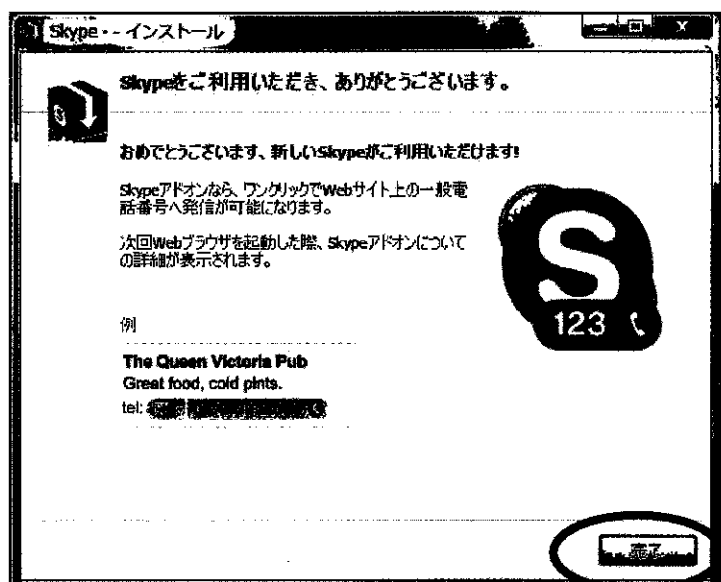 Skype - - インストール
Skypeをご利用いただき、ありがとうございます。
おめでとうございます、新しいSkypeがご利用いただけます!
Skypeアドオンなら、ワンクリックでWebサイト上の一般電
話番号へ発信が可能になります。
次回Webブラウザを起動した際、Skypeアドオンについて
の詳細が表示されます。
S
123
例
The Queen Victoria Pub
Great food, cold pints.
tel:
完了